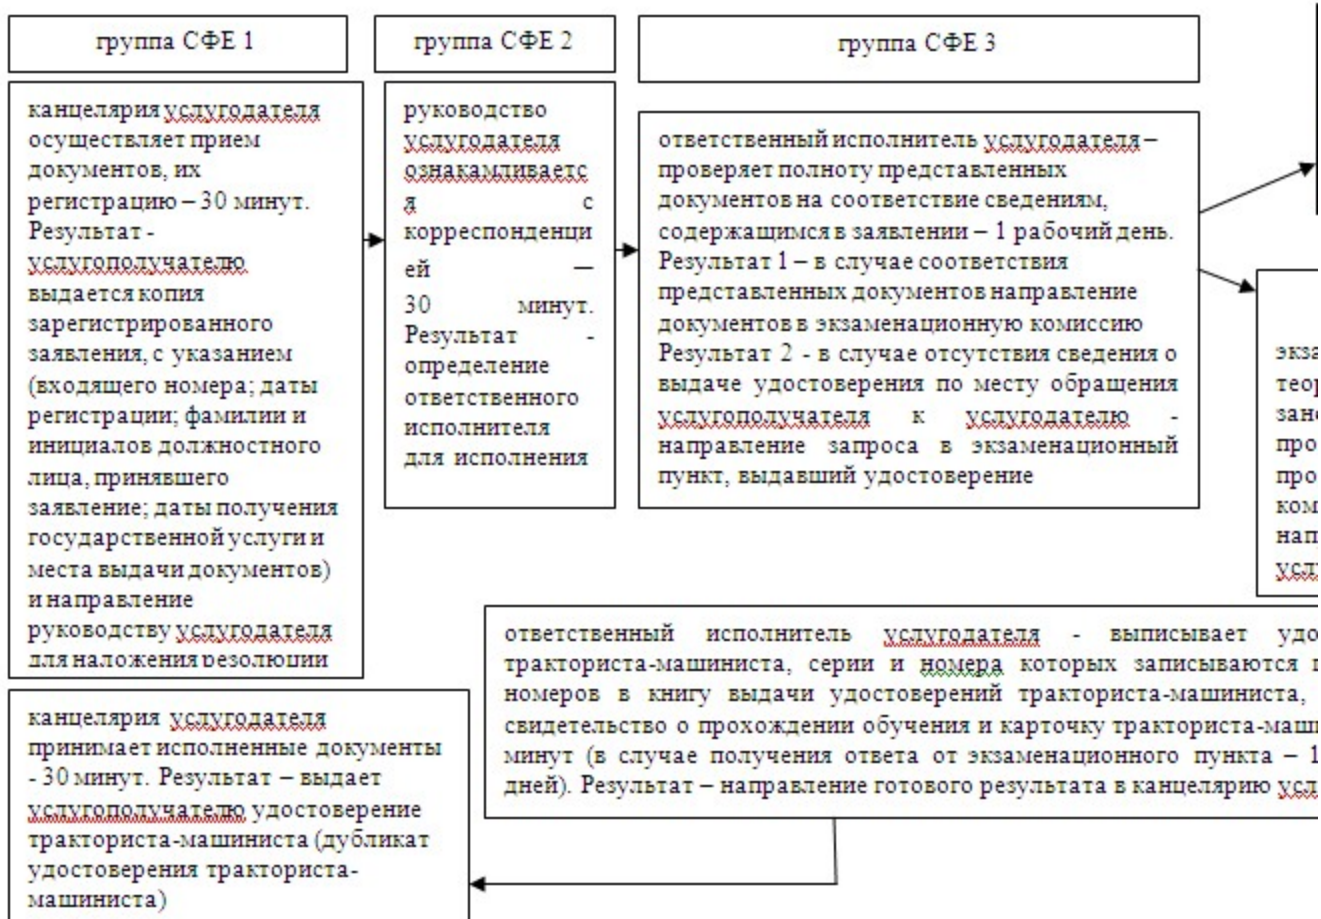 группа СФЕ 1
группа СФЕ 2
группа СФЕ 3
канцелярия услугодателя
осуществляет прием
документов, их
регистрацию – 30 минут.
Результат -
услугополучателю
выдается копия
зарегистрированного
заявления, с указанием
(входящего номера; даты
регистрации; фамилии и
инициалов должностного
лица, принявшего
заявление; даты получения
государственной услуги и
места выдачи документов)
и направление
руководству услугодателя
для наложения резолюции
руководство
услугодателя
ознакамливаетс
я с
корреспонденци
ей —
30 минут.
Результат -
определение
ответственного
исполнителя
для исполнения
ответственный исполнитель услугодателя –
проверяет полноту представленных
документов на соответствие сведениям,
содержащимся в заявлении – 1 рабочий день.
Результат 1 – в случае соответствия
представленных документов направление
документов в экзаменационную комиссию
Результат 2 - в случае отсутствия сведения о
выдаче удостоверения по месту обращения
услугополучателя к услугодателю -
направление запроса в экзаменационный
пункт, выдавший удостоверение
ответственный исполнитель услугодателя - выписывает
тракториста-машиниста, серии и номера которых записываются
номеров в книгу выдачи удостоверений тракториста-машиниста,
свидетельство о прохождении обучения и карточку
минут (в случае получения ответа от экзаменационного пункта –
дней). Результат – направление готового результата в канцелярию
канцелярия услугодателя
принимает исполненные документы
- 30 минут. Результат – выдает
услугополучателю удостоверение
тракториста-машиниста (дубликат
удостоверения тракториста-
машиниста)